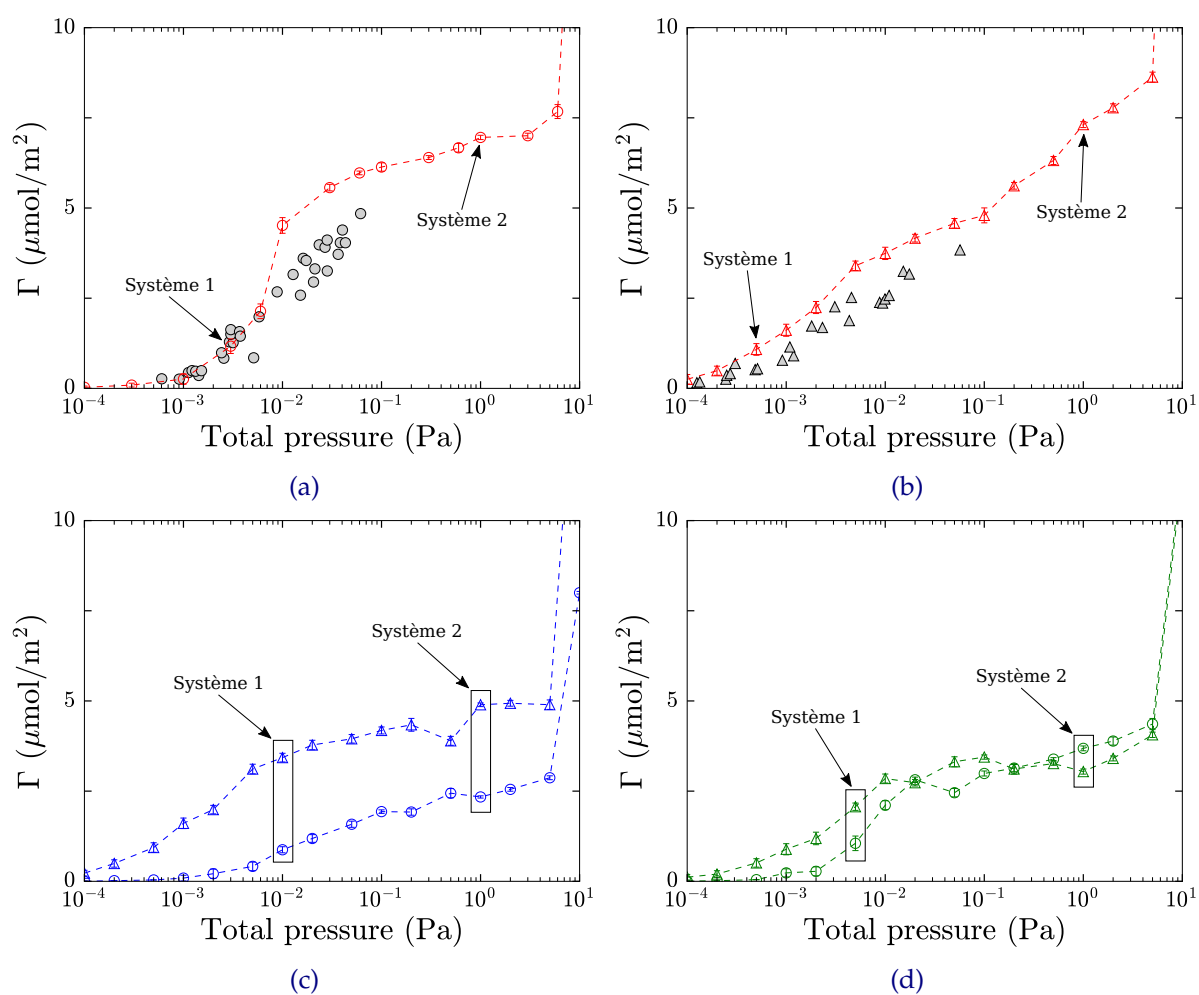 10
5
0
Γ (μmol/m²)
Système 1
Système 2
10⁻⁴ 10⁻³ 10⁻² 10⁻¹ 10⁰ 10¹
Total pressure (Pa)
(a)
10
5
0
Γ (μmol/m²)
Système 1
Système 2
10⁻⁴ 10⁻³ 10⁻² 10⁻¹ 10⁰ 10¹
Total pressure (Pa)
(b)
10
5
0
Γ (μmol/m²)
Système 2
Système 1
10⁻⁴ 10⁻³ 10⁻² 10⁻¹ 10⁰ 10¹
Total pressure (Pa)
(c)
10
5
0
Γ (μmol/m²)
Système 2
Système 1
10⁻⁴ 10⁻³ 10⁻² 10⁻¹ 10⁰ 10¹
Total pressure (Pa)
(d)